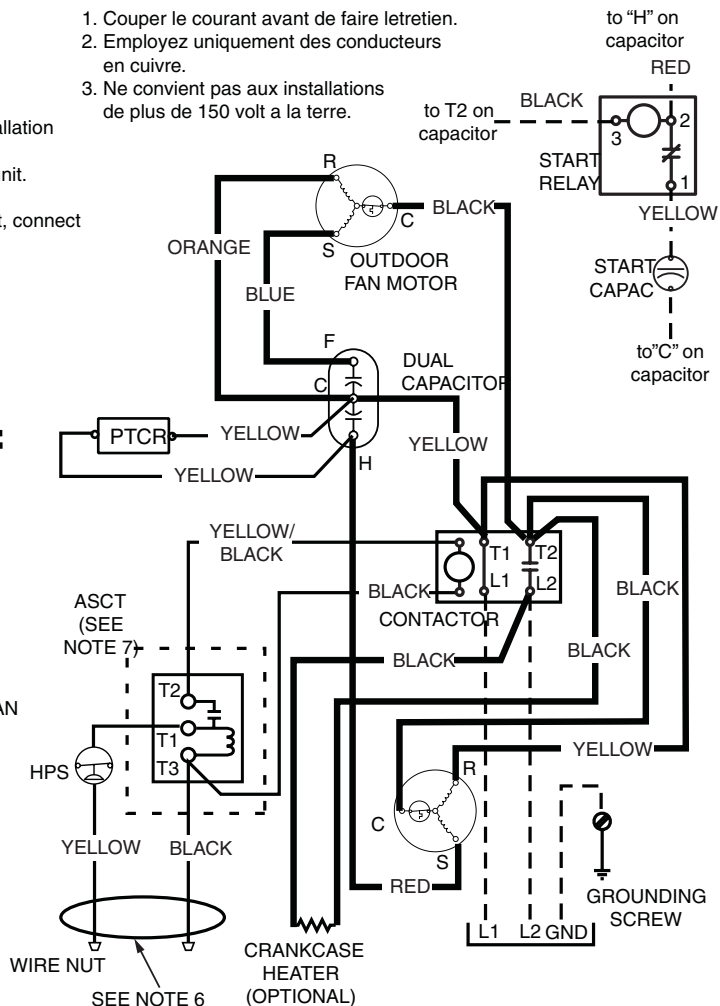 1. Couper le courant avant de faire letretien.
2. Employez uniquement des conducteurs
en cuivre.
3. Ne convient pas aux installations
de plus de 150 volt a la terre.
allation
nit.
t, connect
:
AN
to “H” on
capacitor
RED
BLACK
to T2 on
capacitor
3
2
1
START
RELAY
YELLOW
START
CAPAC
to”C” on
capacitor
R
C
S
BLACK
ORANGE
BLUE
OUTDOOR
FAN MOTOR
F
C
H
DUAL
CAPACITOR
PTCR
YELLOW
YELLOW
YELLOW
YELLOW/
BLACK
T1
T2
L1
L2
BLACK
CONTACTOR
BLACK
BLACK
BLACK
ASCT
(SEE
NOTE 7)
T2
T1
T3
HPS
YELLOW
BLACK
YELLOW
R
C
S
RED
GROUNDING
SCREW
L1 L2 GND
WIRE NUT
SEE NOTE 6
CRANKCASE
HEATER
(OPTIONAL)